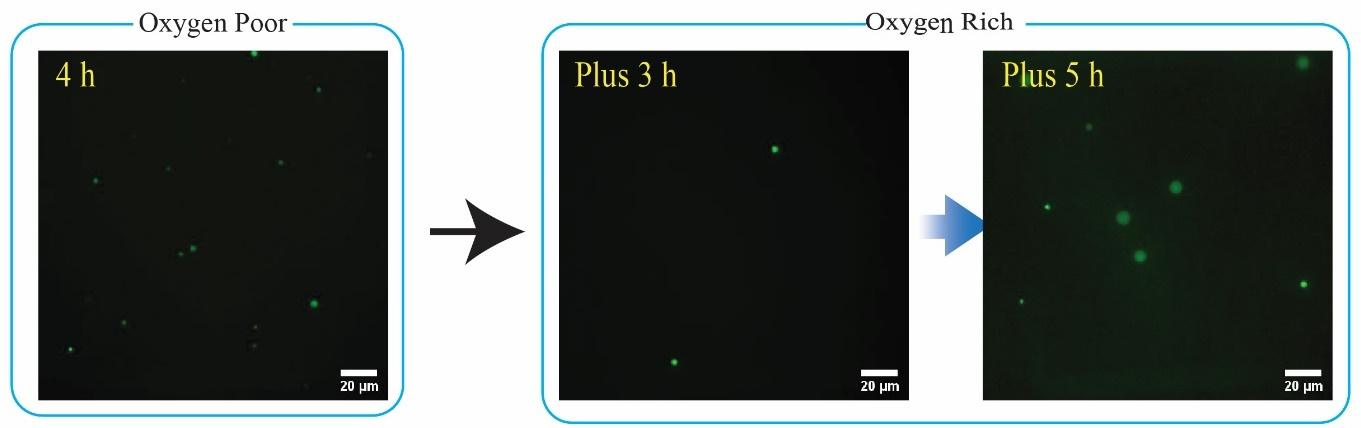 Oxygen Poor
Oxygen Rich
4 h
Plus 3 h
Plus 5 h
20 µm
20 µm
20 µm